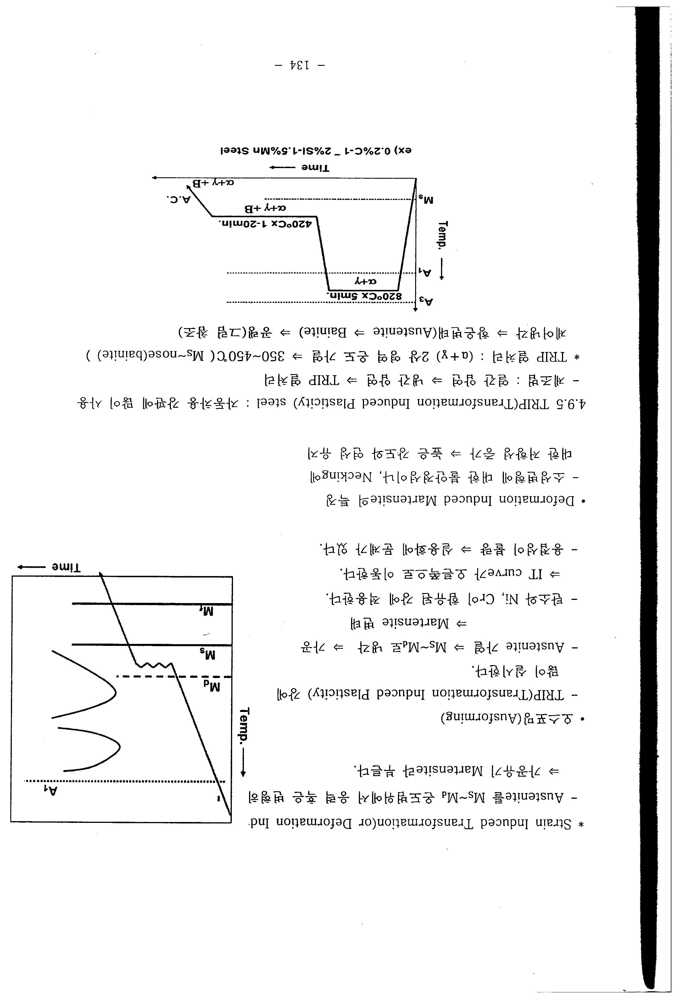 * Strain Induced Transformation(or Deformation Ind
- Austenite를 Ms~Md 온도범위에서 응력 혹은 변형히
⇒ 가공유기 Martensite라 부른다.
• 오스포밍(Ausforming)
- TRIP(Transformation Induced Plasticity) 강에
많이 실시한다.
- Austenite 가열 ⇒ Ms~Md로 냉각 ⇒ 가공
⇒ Martensite 변태
- 탄소와 Ni, Cr이 함유된 강에 적용한다.
⇒ IT curve가 오른쪽으로 이동한다.
- 용접성이 불량 ⇒ 실용화에 문제가 있다.
Temp.
A1
Md
Ms
Mf
Time
• Deformation Induced Martensite의 특징
- 소성변형에 대한 불안정성이나, Necking에
대한 저항성 증가 ⇒ 높은 강도와 연성 유지
4.9.5 TRIP(Transformation Induced Plasticity) steel : 자동차용 강판에 많이 사용
- 제조법 : 열간 압연 ⇒ 냉간 압연 ⇒ TRIP 열처리
* TRIP 열처리 : (α+γ) 2상 영역 온도 가열 ⇒ 350~450℃( Ms~nose(bainite) )
제어냉각 ⇒ 항온변태(Austenite ⇒ Bainite) ⇒ 공랭(그림 참조)
A3
820°Cx 5min.
α+γ
A1
Temp.
420°Cx 1-20min.
α+γ+B
Ms
A.C.
α+γ+B
Time
ex) 0.2%C-1~2%Si-1.5%Mn Steel
- 134 -